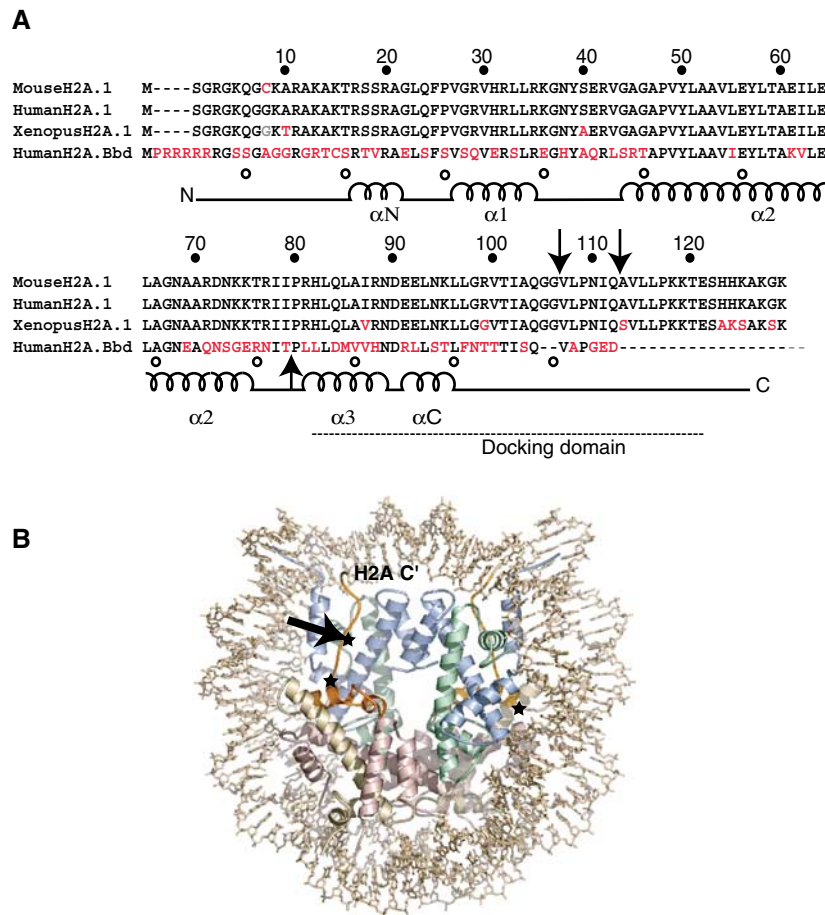 A
10 20 30 40 50 60
MouseH2A.1 M----SGRGKQGCKARAKAKTRSSRAGLQFPVGRVHRLLRKGNYSERVGAGAPVYLAAVLEYLTAEILE
HumanH2A.1 M----SGRGKQGGKARAKAKTRSSRAGLQFPVGRVHRLLRKGNYSERVGAGAPVYLAAVLEYLTAEILE
XenopusH2A.1 M----SGRGKQGGKTRAKAKTRSSRAGLQFPVGRVHRLLRKGNYAERVGAGAPVYLAAVLEYLTAEILE
HumanH2A.Bbd MPRRRRRRGSSGAGGRGRTCSRTVRAELSFSVSQVERSLREGHYAQRLSRTAPVYLAAVIEYLTAKVLE
N αN α1 α2
70 80 90 100 110 120
MouseH2A.1 LAGNAARDNKKTRIIPRHLQLAIRNDEELNKLLGRVTIAQGGVLPNIQAVLLPKKTESHHKAKGK
HumanH2A.1 LAGNAARDNKKTRIIPRHLQLAIRNDEELNKLLGRVTIAQGGVLPNIQAVLLPKKTESHHKAKGK
XenopusH2A.1 LAGNAARDNKKTRIIPRHLQLAVRNDEELNKLLGGVTIAQGGVLPNIQSVLLPKKTESAKSAKSK
HumanH2A.Bbd LAGNEAQNSGERNITPLLLDMVVHNDRLLSTLFNTTTISQ--VAPGED-------------------
α2 α3 αC C
Docking domain
B
H2A C'